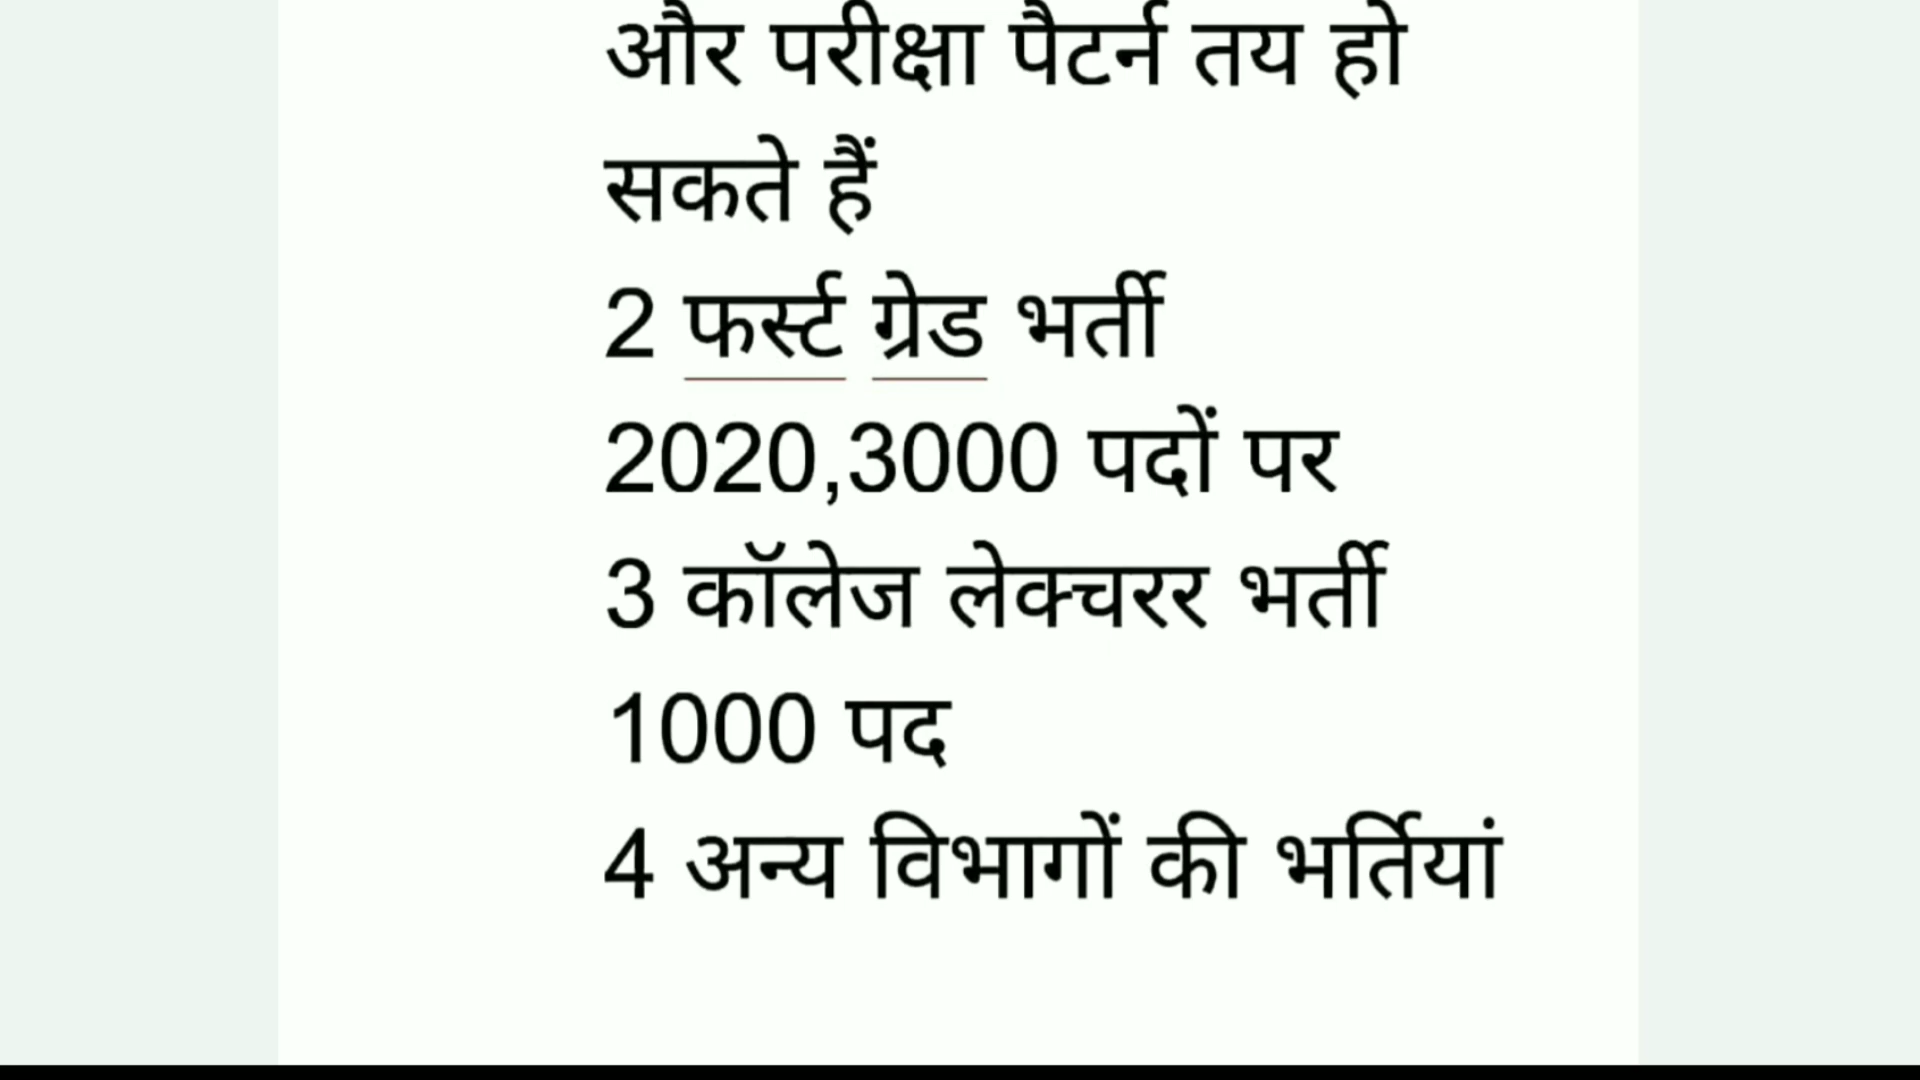 और परीक्षा पैटर्न तय हो
सकते हैं
2 फर्स्ट ग्रेड भर्ती
2020,3000 पदों पर
3 कॉलेज लेक्चरर भर्ती
1000 पद
4 अन्य विभागों की भर्तियां